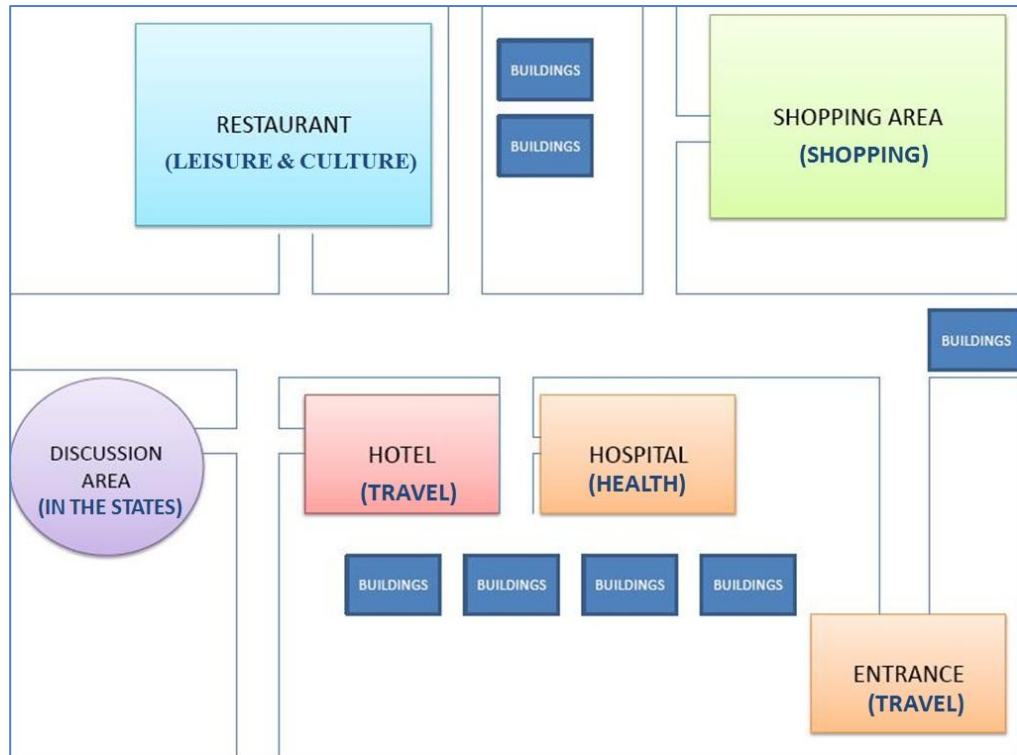 BUILDINGS
RESTAURANT
(LEISURE & CULTURE)
BUILDINGS
SHOPPING AREA
(SHOPPING)
BUILDINGS
DISCUSSION
AREA
(IN THE STATES)
HOTEL
(TRAVEL)
HOSPITAL
(HEALTH)
BUILDINGS
BUILDINGS
BUILDINGS
BUILDINGS
ENTRANCE
(TRAVEL)